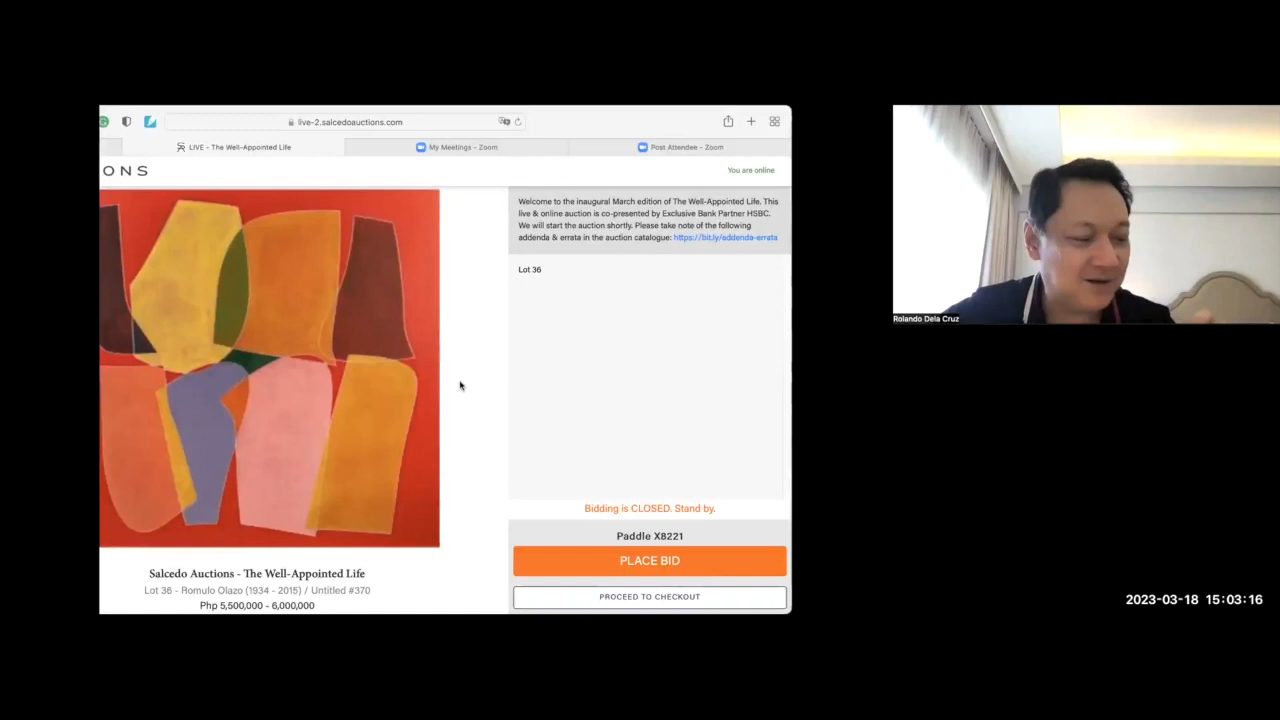 live-2.salcedoauctions.com
LIVE - The Well-Appointed Life
My Meetings - Zoom
Post Attendee - Zoom
ONS
You are online
Welcome to the inaugural March edition of The Well-Appointed Life. This
live & online auction is co-presented by Exclusive Bank Partner HSBC.
We will start the auction shortly. Please take note of the following
addenda & errata in the auction catalogue: https://bit.ly/addenda-errata
Lot 36
Bidding is CLOSED. Stand by.
Paddle X8221
PLACE BID
PROCEED TO CHECKOUT
Salcedo Auctions - The Well-Appointed Life
Lot 36 - Romulo Olazo (1934 - 2015) / Untitled #370
Php 5,500,000 - 6,000,000
Rolando Dela Cruz
2023-03-18 15:03:16